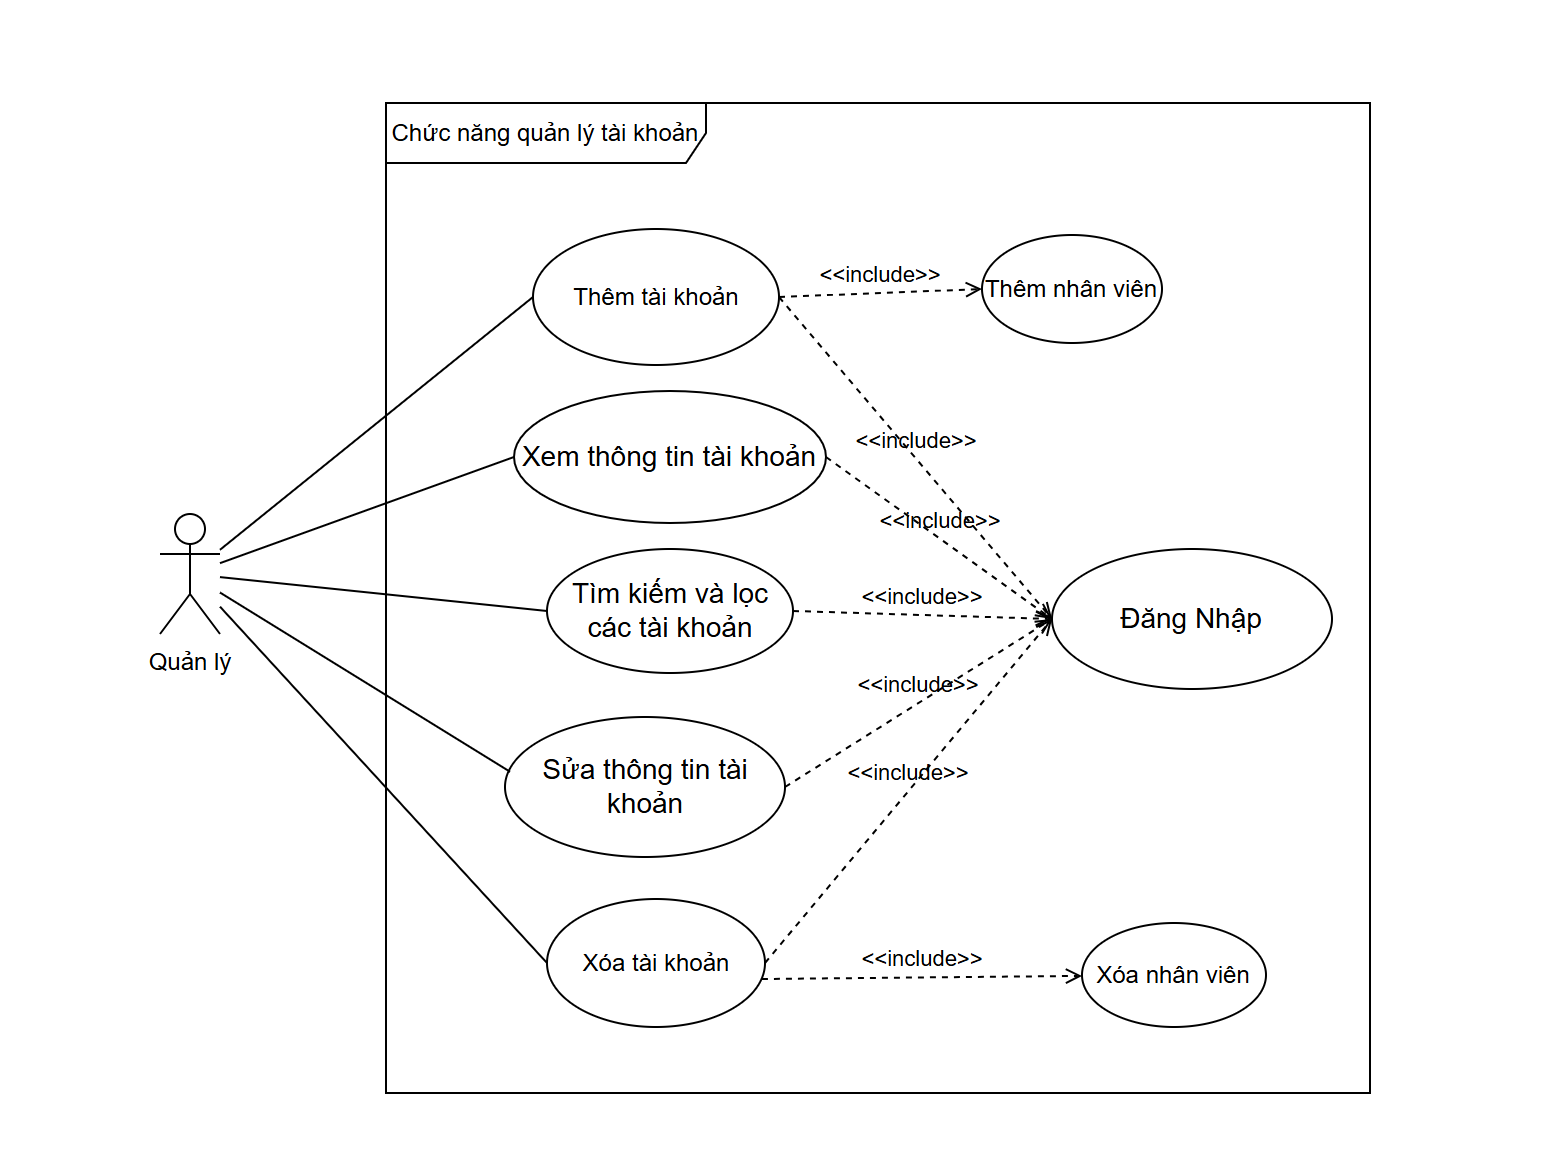 Chức năng quản lý tài khoản
Thêm tài khoản
<<include>>
Thêm nhân viên
<<include>>
Xem thông tin tài khoản
<<include>>
Tìm kiếm và lọc
các tài khoản
<<include>>
Đăng Nhập
Quản lý
<<include>>
Sửa thông tin tài
khoản
<<include>>
Xóa tài khoản
<<include>>
Xóa nhân viên